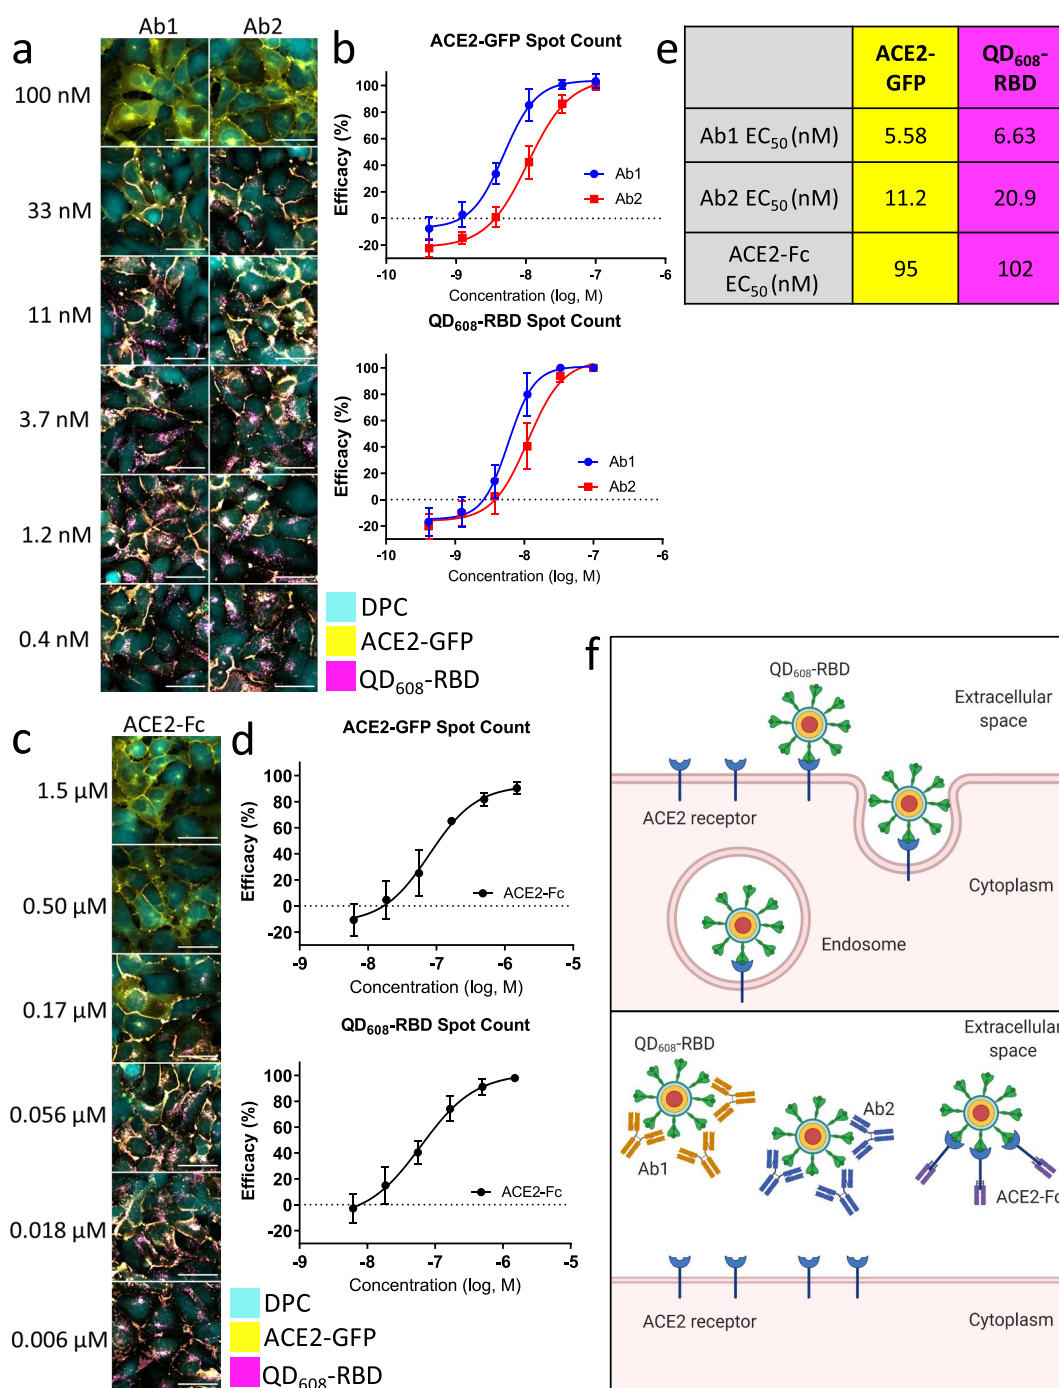 a
Ab1 Ab2
100 nM
33 nM
11 nM
3.7 nM
1.2 nM
0.4 nM
DPC
ACE2-GFP
QD608-RBD
b
ACE2-GFP Spot Count
Efficacy (%)
100
80
60
40
20
0
-20
Ab1
Ab2
-10 -9 -8 -7 -6
Concentration (log, M)
QD608-RBD Spot Count
Efficacy (%)
100
80
60
40
20
0
-20
Ab1
Ab2
-10 -9 -8 -7 -6
Concentration (log, M)
c
ACE2-Fc
1.5 µM
0.50 µM
0.17 µM
0.056 µM
0.018 µM
0.006 µM
DPC
ACE2-GFP
QD608-RBD
d
ACE2-GFP Spot Count
Efficacy (%)
100
80
60
40
20
0
-20
ACE2-Fc
-9 -8 -7 -6 -5
Concentration (log, M)
QD608-RBD Spot Count
Efficacy (%)
100
80
60
40
20
0
-20
ACE2-Fc
-9 -8 -7 -6 -5
Concentration (log, M)
e
ACE2-
GFP
QD608-
RBD
Ab1 EC50 (nM) 5.58 6.63
Ab2 EC50 (nM) 11.2 20.9
ACE2-Fc
EC50 (nM)
95 102
f
QD608-RBD
Extracellular
space
ACE2 receptor
Cytoplasm
Endosome
QD608-RBD
Extracellular
space
Ab2
Ab1
ACE2-Fc
ACE2 receptor
Cytoplasm